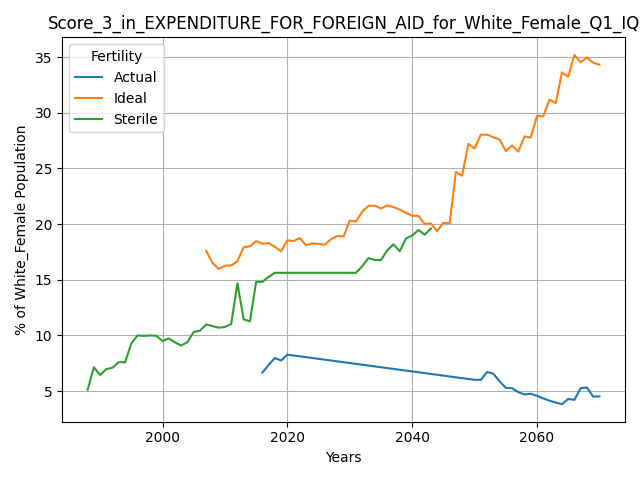 Score_3_in_EXPENDITURE_FOR_FOREIGN_AID_for_White_Female_Q1_IQ
Fertility
Actual
Ideal
Sterile
% of White_Female Population
35
30
25
20
15
10
5
2000
2020
2040
2060
Years